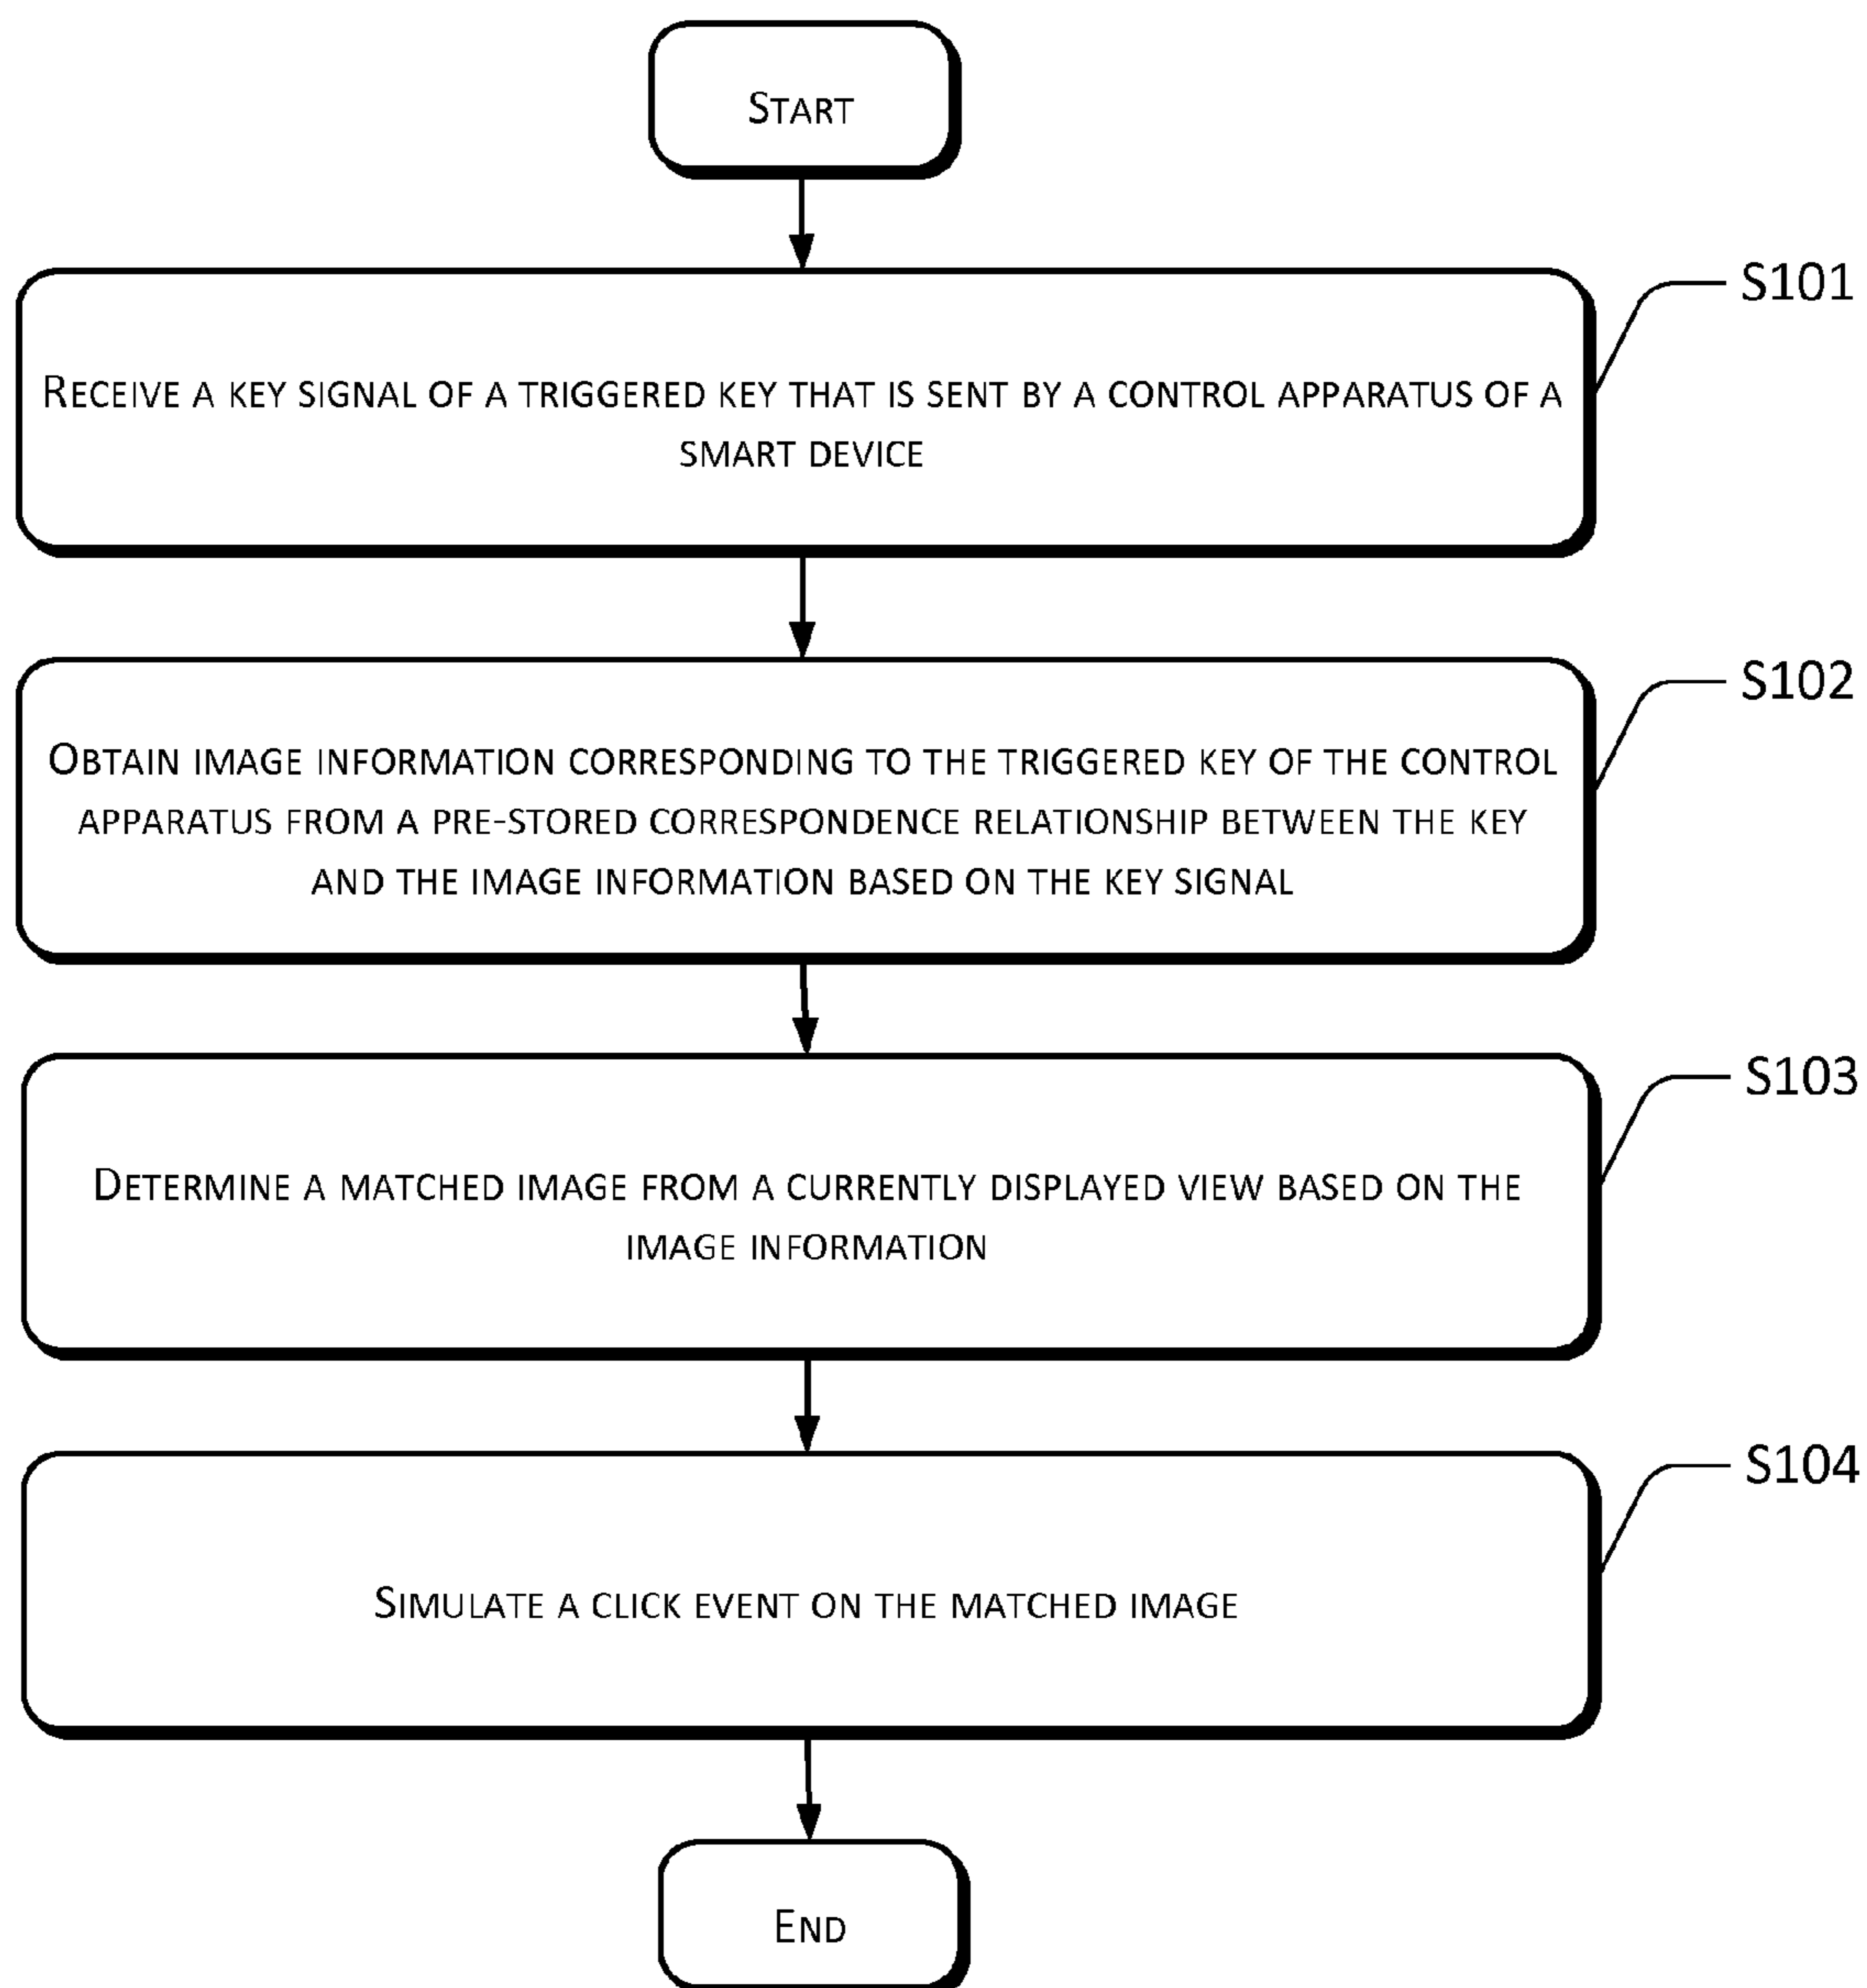 START
RECEIVE A KEY SIGNAL OF A TRIGGERED KEY THAT IS SENT BY A CONTROL APPARATUS OF A
SMART DEVICE
S101
OBTAIN IMAGE INFORMATION CORRESPONDING TO THE TRIGGERED KEY OF THE CONTROL
APPARATUS FROM A PRE-STORED CORRESPONDENCE RELATIONSHIP BETWEEN THE KEY
AND THE IMAGE INFORMATION BASED ON THE KEY SIGNAL
S102
DETERMINE A MATCHED IMAGE FROM A CURRENTLY DISPLAYED VIEW BASED ON THE
IMAGE INFORMATION
S103
SIMULATE A CLICK EVENT ON THE MATCHED IMAGE
S104
END